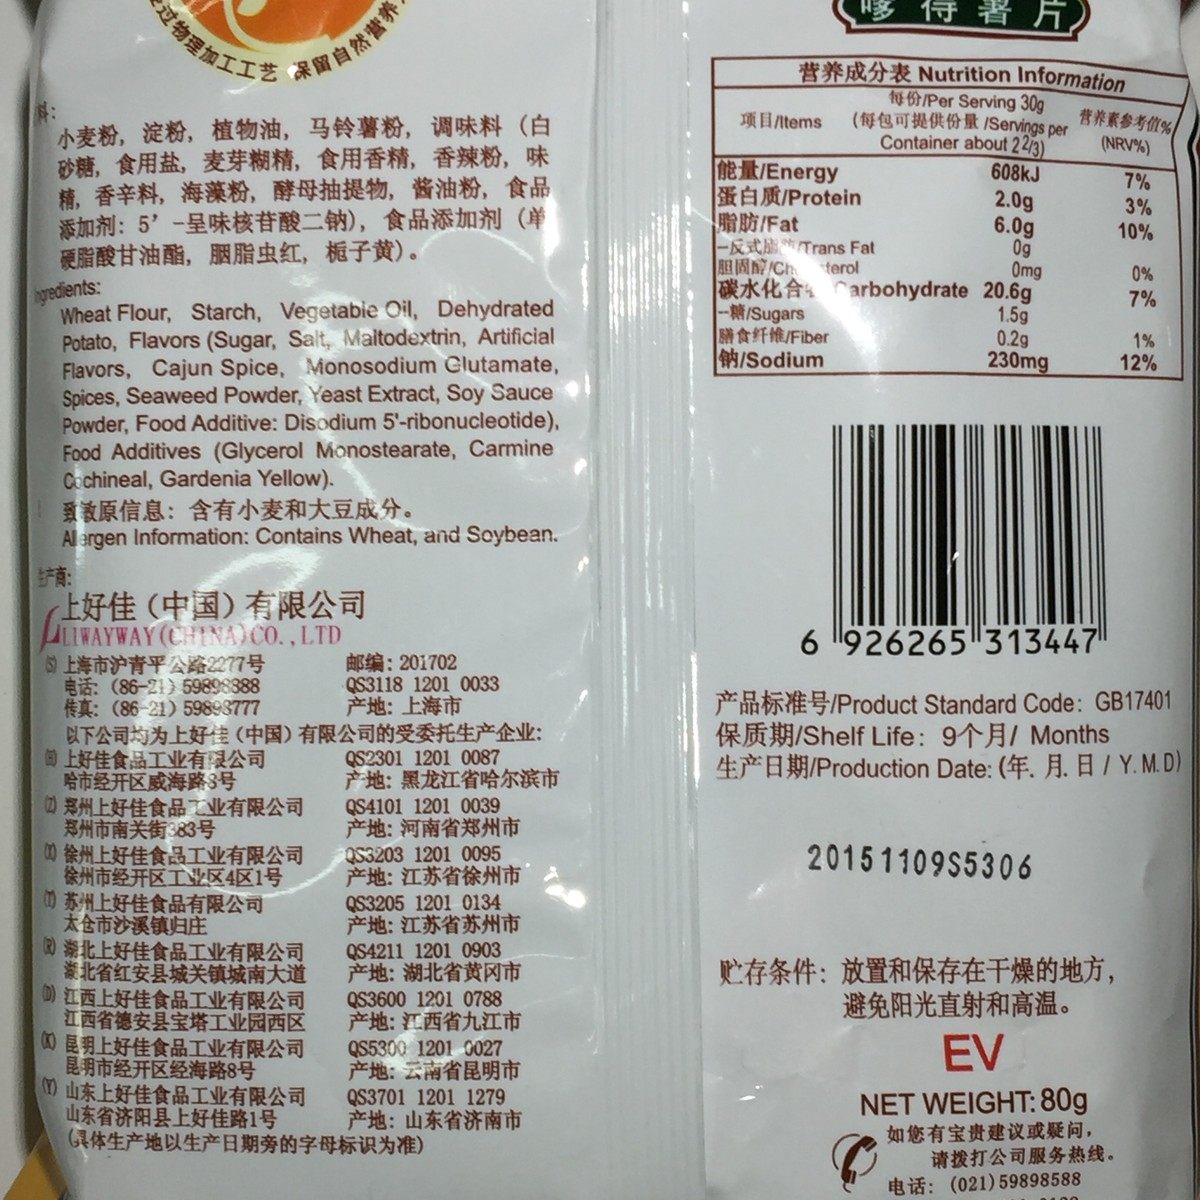 过物理加工工艺 保留自然营养
料:
小麦粉, 淀粉, 植物油, 马铃薯粉, 调味料 (白
砂糖, 食用盐, 麦芽糊精, 食用香精, 香辣粉, 味
精, 香辛料, 海藻粉, 酵母抽提物, 酱油粉, 食品
添加剂: 5' -呈味核苷酸二钠), 食品添加剂 (单
硬脂酸甘油酯, 胭脂虫红, 栀子黄)。
ngredients:
Wheat Flour, Starch, Vegetable Oil, Dehydrated
Potato, Flavors (Sugar, Salt, Maltodextrin, Artificial
Flavors, Cajun Spice, Monosodium Glutamate,
Spices, Seaweed Powder, Yeast Extract, Soy Sauce
Powder, Food Additive: Disodium 5'-ribonucleotide),
Food Additives (Glycerol Monostearate, Carmine
Cochineal, Gardenia Yellow).
致敏原信息: 含有小麦和大豆成分。
Allergen Information: Contains Wheat, and Soybean.
生产商:
上好佳 (中国) 有限公司
LIWAYWAY (CHINA) CO., LTD
(S) 上海市沪青平公路2277号 邮编: 201702
电话: (86-21) 59898888 QS3118 1201 0033
传真: (86-21) 59898777 产地: 上海市
以下公司均为上好佳 (中国) 有限公司的受委托生产企业:
(H) 上好佳食品工业有限公司 QS2301 1201 0087
哈市经开区威海路8号 产地: 黑龙江省哈尔滨市
(Z) 郑州上好佳食品工业有限公司 QS4101 1201 0039
郑州市南关街383号 产地: 河南省郑州市
(X) 徐州上好佳食品工业有限公司 QS3203 1201 0095
徐州市经开区工业区4区1号 产地: 江苏省徐州市
(T) 苏州上好佳食品有限公司 QS3205 1201 0134
太仓市沙溪镇归庄 产地: 江苏省苏州市
(R) 湖北上好佳食品工业有限公司 QS4211 1201 0903
湖北省红安县城关镇城南大道 产地: 湖北省黄冈市
(D) 江西上好佳食品工业有限公司 QS3600 1201 0788
江西省德安县宝塔工业园西区 产地: 江西省九江市
(K) 昆明上好佳食品工业有限公司 QS5300 1201 0027
昆明市经开区经海路8号 产地: 云南省昆明市
(Y) 山东上好佳食品工业有限公司 QS3701 1201 1279
山东省济阳县上好佳路1号 产地: 山东省济南市
(具体生产地以生产日期旁的字母标识为准)
嗲得薯片
营养成分表 Nutrition Information
项目/Items 每份/Per Serving 30g 营养素参考值%
(每包可提供份量 /Servings per (NRV%)
Container about 2 2/3)
能量/Energy 608kJ 7%
蛋白质/Protein 2.0g 3%
脂肪/Fat 6.0g 10%
-反式脂肪/Trans Fat 0g
胆固醇/Cholesterol 0mg 0%
碳水化合物/Carbohydrate 20.6g 7%
-糖/Sugars 1.5g
膳食纤维/Fiber 0.2g 1%
钠/Sodium 230mg 12%
6 926265 313447
产品标准号/Product Standard Code: GB17401
保质期/Shelf Life: 9个月/ Months
生产日期/Production Date: (年. 月. 日 / Y. M. D)
20151109S5306
贮存条件: 放置和保存在干燥的地方,
避免阳光直射和高温。
EV
NET WEIGHT: 80g
如您有宝贵建议或疑问,
请拨打公司服务热线。
电话: (021) 59898588